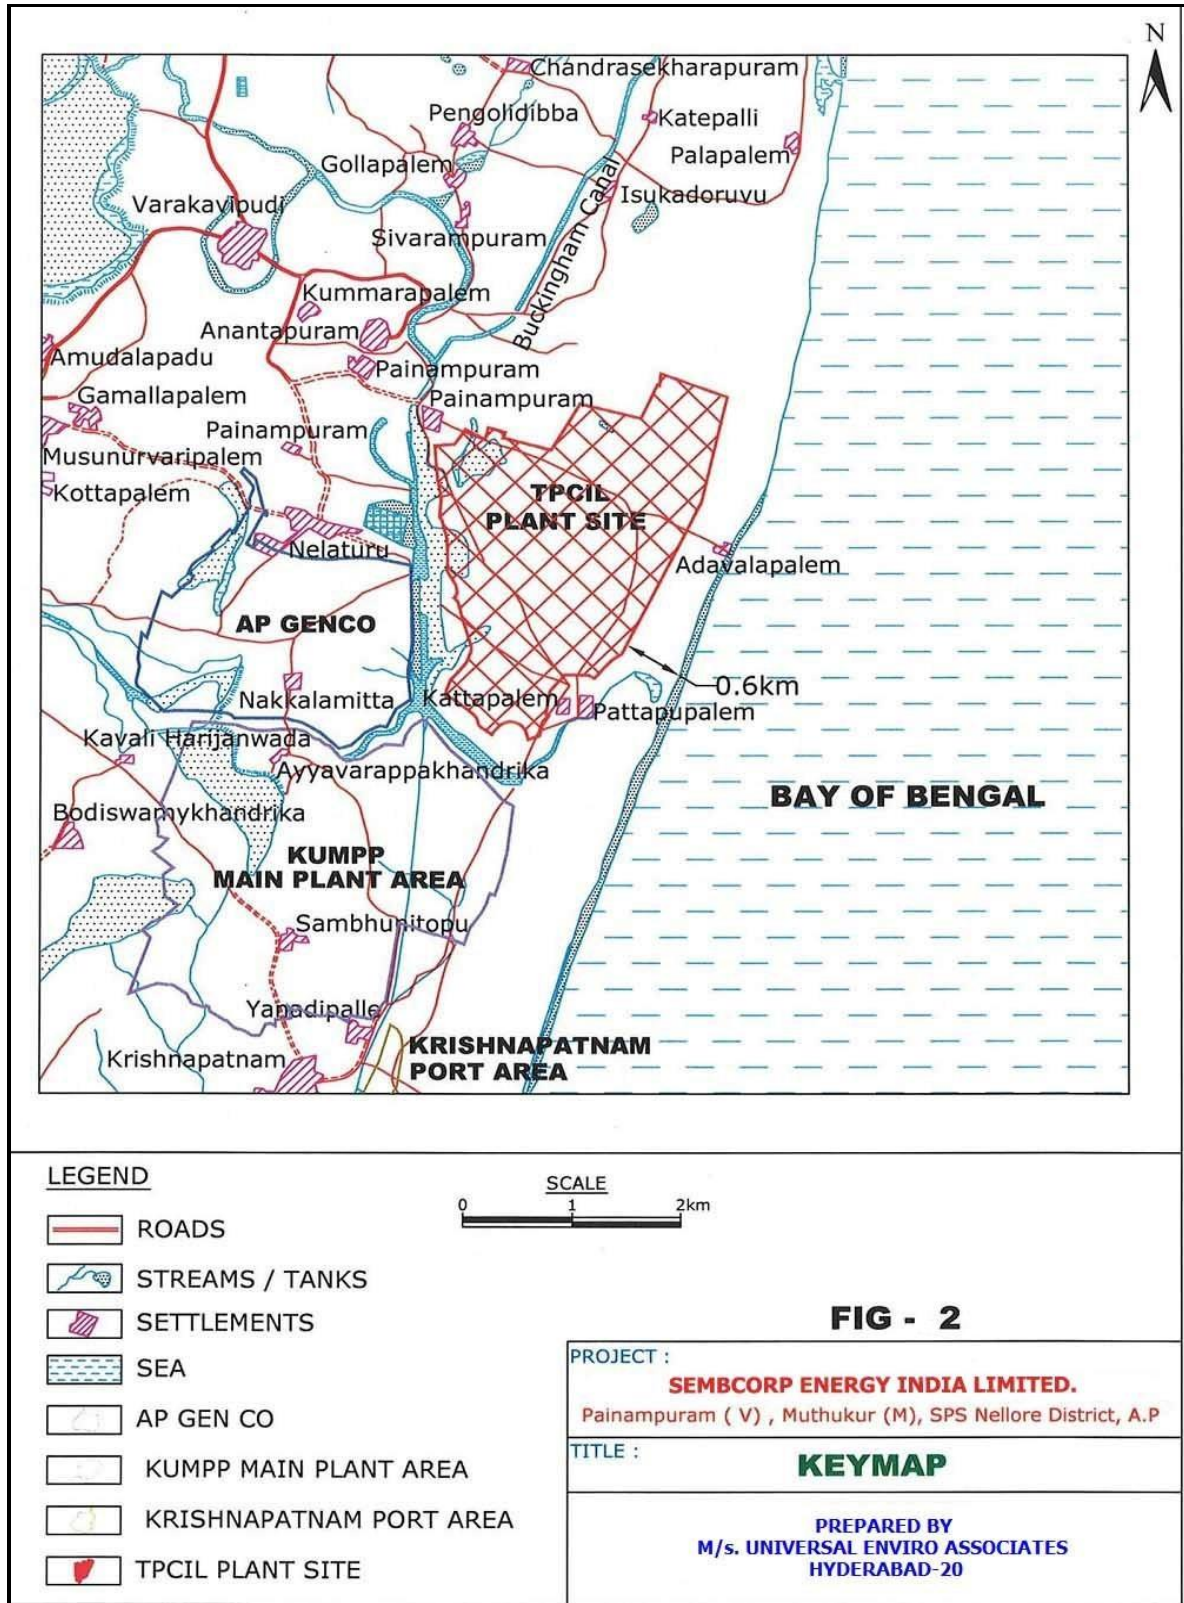 N
Chandrasekharapuram
Pengolidibba
Katepalli
Palapalem
Gollapalem
Isukadoruvu
Varakavipudi
Sivarampuram
Buckingham Canal
Kummarapalem
Anantapuram
Amudalapadu
Painampuram
Gamallapalem
Painampuram
Painampuram
Musunurvaripalem
Kottapalem
TPCIL
PLANT SITE
Nelaturu
Adavalapalem
AP GENCO
0.6km
Nakkalamitta
Kattapalem
Pattapupalem
Kavali Harijanwada
Ayyavarappakhandrika
BAY OF BENGAL
Bodiswamykhandrika
KUMPP
MAIN PLANT AREA
Sambhunitopu
Yanadipalle
Krishnapatnam
KRISHNAPATNAM
PORT AREA
LEGEND
ROADS
STREAMS / TANKS
SETTLEMENTS
SEA
AP GEN CO
KUMPP MAIN PLANT AREA
KRISHNAPATNAM PORT AREA
TPCIL PLANT SITE
SCALE
0 1 2km
FIG - 2
PROJECT :
SEMBCORP ENERGY INDIA LIMITED.
Painampuram ( V) , Muthukur (M), SPS Nellore District, A.P
TITLE :
KEYMAP
PREPARED BY
M/s. UNIVERSAL ENVIRO ASSOCIATES
HYDERABAD-20